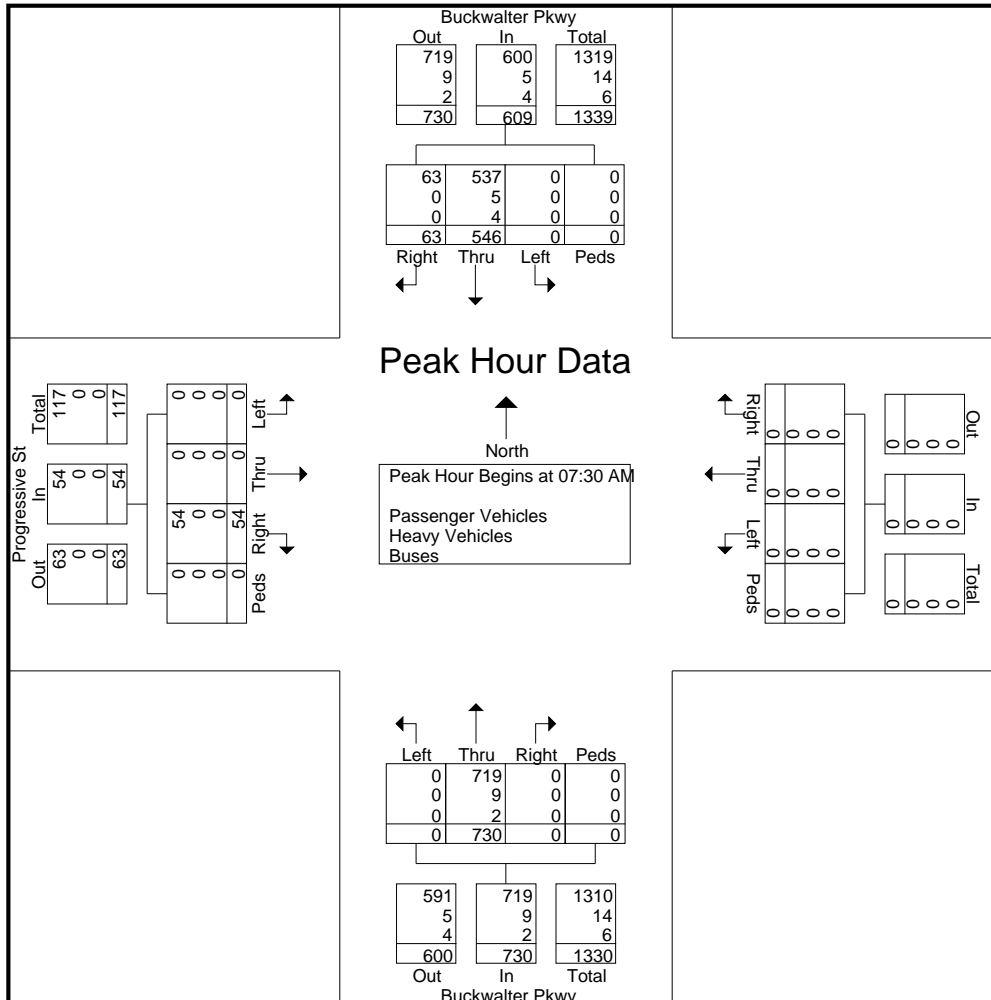 Buckwalter Pkwy
Out In Total
719 600 1319
9 5 14
2 4 6
730 609 1339
63 537 0 0
0 5 0 0
0 4 0 0
63 546 0 0
Right Thru Left Peds
Peak Hour Data
North
Peak Hour Begins at 07:30 AM
Passenger Vehicles
Heavy Vehicles
Buses
Progressive St
Total
117 0 0 117
In
54 0 0 54
Out
63 0 0 63
0 0 0 0
Left
0 0 0 0
Thru
54 0 0 54
Right
0 0 0 0
Peds
Right
0 0 0 0
Thru
0 0 0 0
Left
0 0 0 0
Peds
0 0 0 0
Out
0 0 0 0
In
0 0 0 0
Total
0 0 0 0
Left Thru Right Peds
0 719 0 0
0 9 0 0
0 2 0 0
0 730 0 0
591 719 1310
5 9 14
4 2 6
600 730 1330
Out In Total
Buckwalter Pkwy